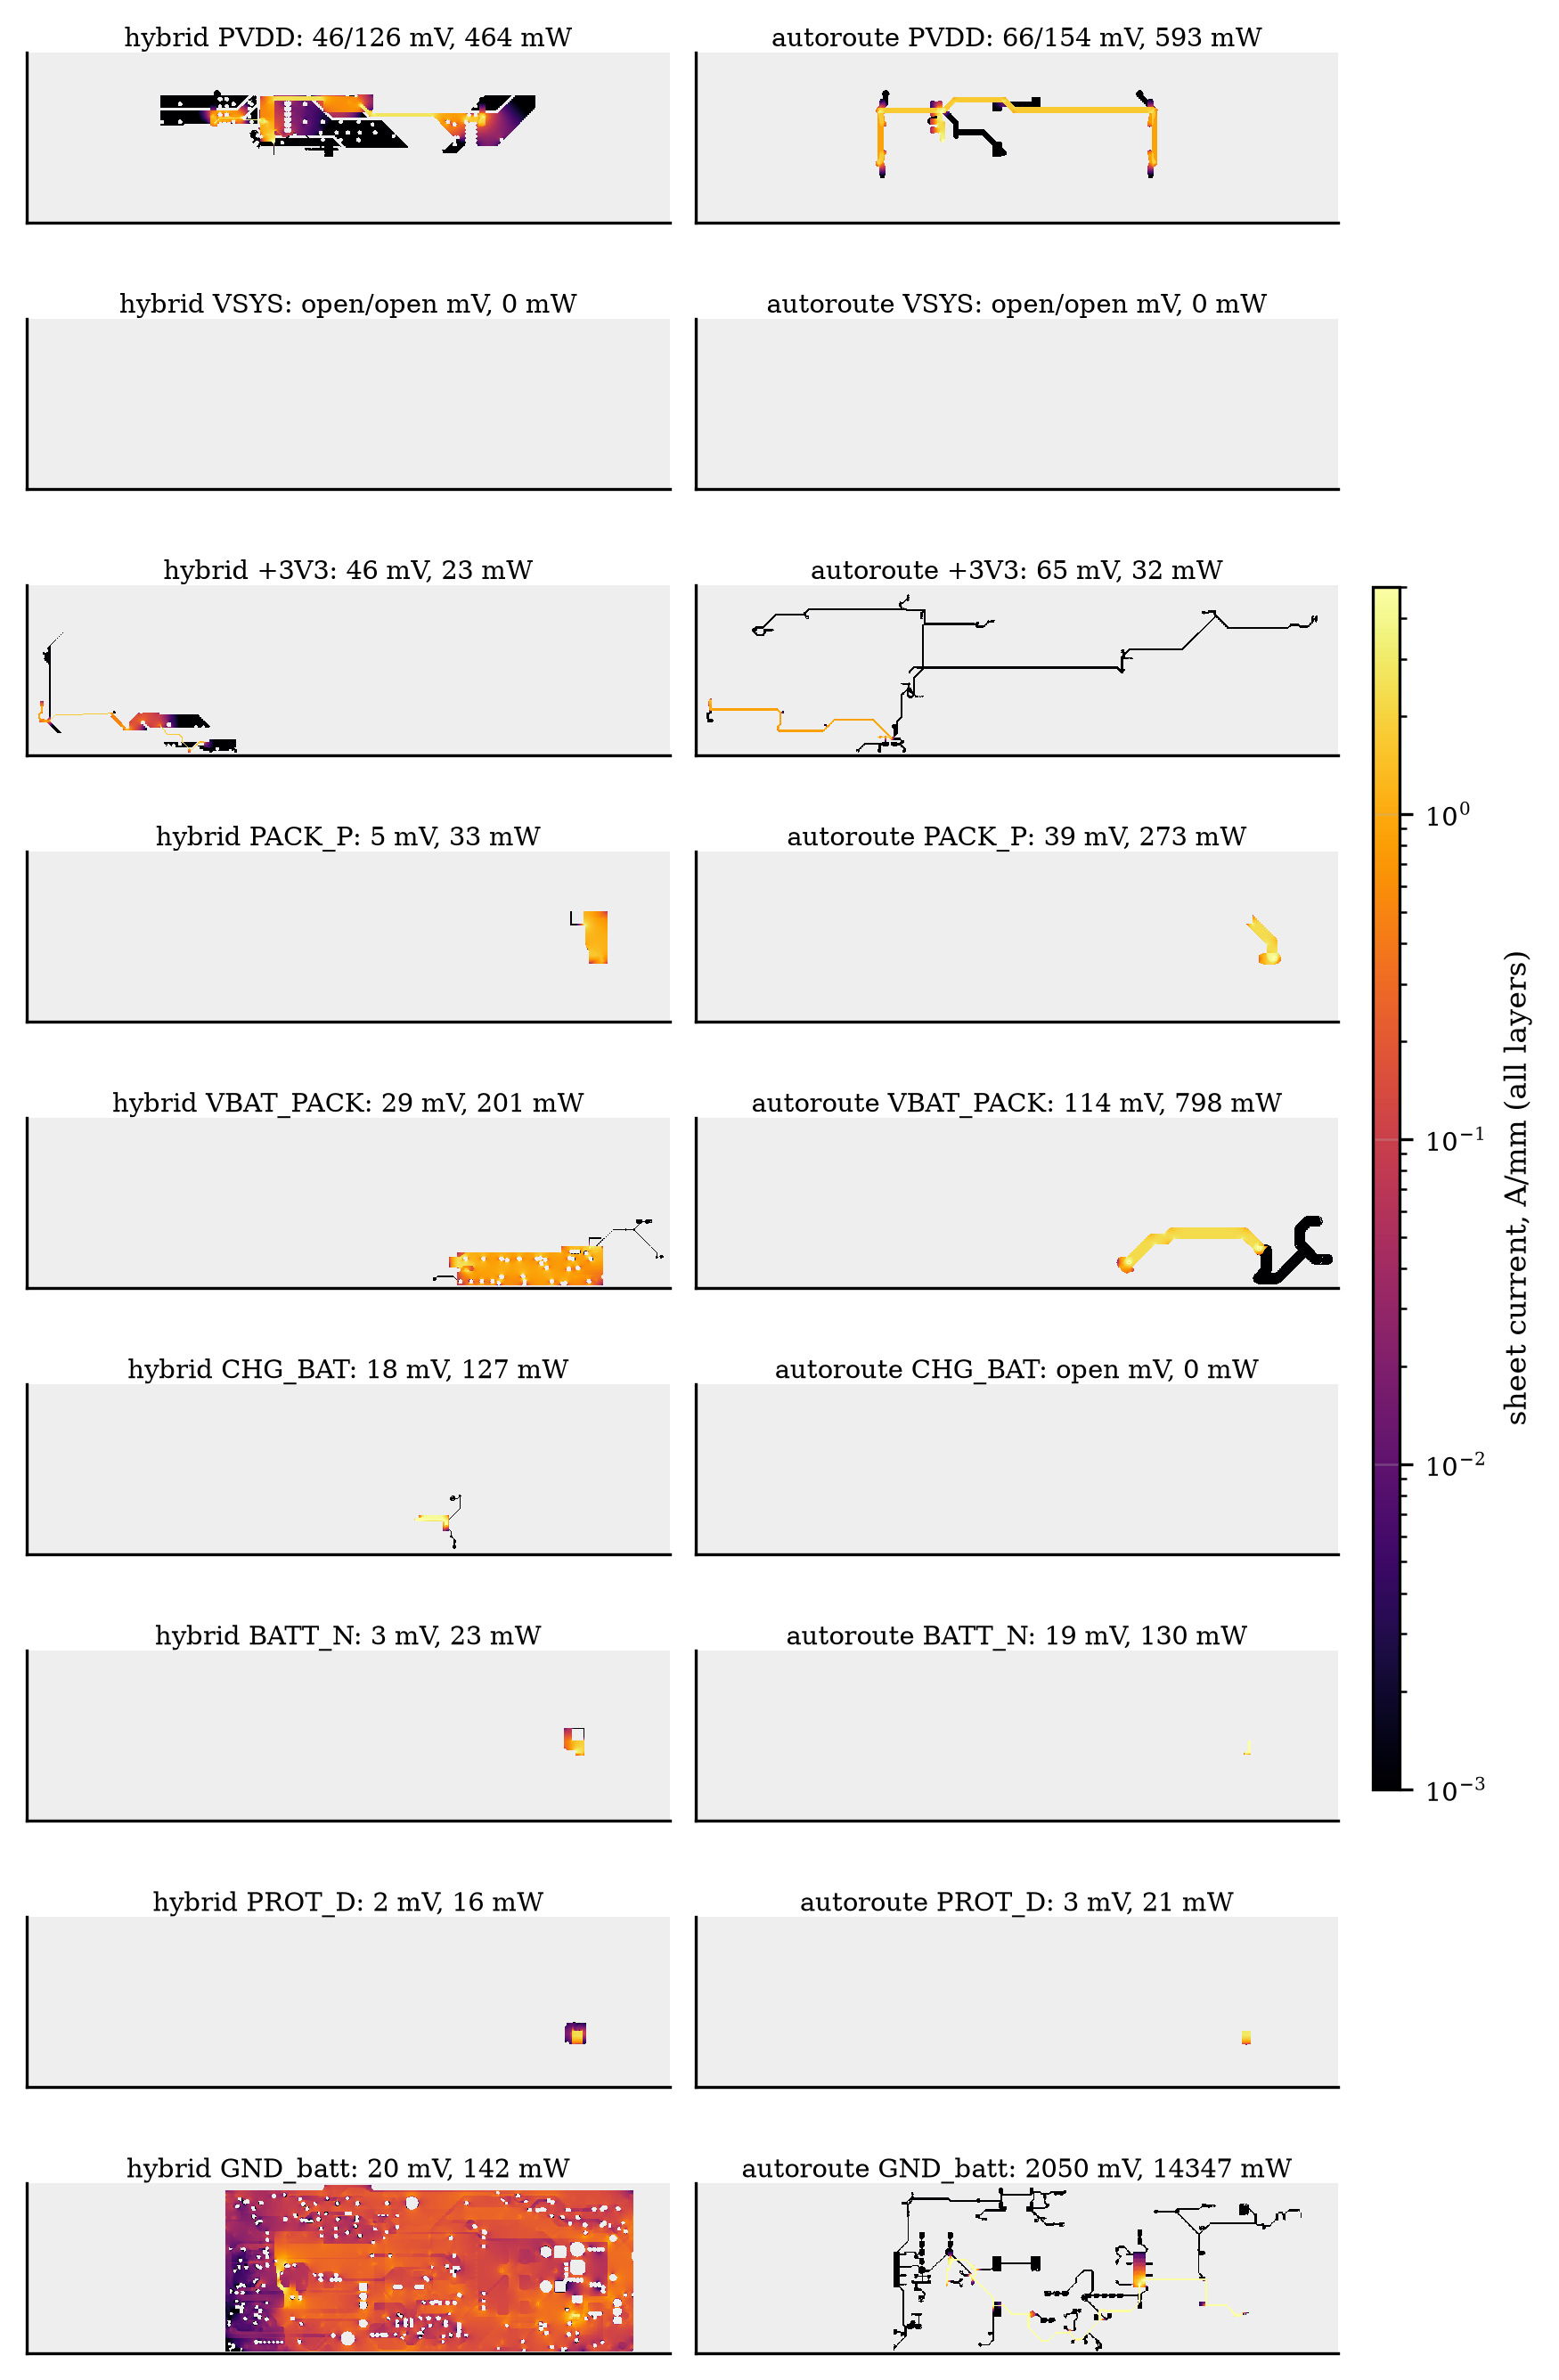 hybrid PVDD: 46/126 mV, 464 mW
autoroute PVDD: 66/154 mV, 593 mW
hybrid VSYS: open/open mV, 0 mW
autoroute VSYS: open/open mV, 0 mW
hybrid +3V3: 46 mV, 23 mW
autoroute +3V3: 65 mV, 32 mW
hybrid PACK_P: 5 mV, 33 mW
autoroute PACK_P: 39 mV, 273 mW
hybrid VBAT_PACK: 29 mV, 201 mW
autoroute VBAT_PACK: 114 mV, 798 mW
hybrid CHG_BAT: 18 mV, 127 mW
autoroute CHG_BAT: open mV, 0 mW
hybrid BATT_N: 3 mV, 23 mW
autoroute BATT_N: 19 mV, 130 mW
hybrid PROT_D: 2 mV, 16 mW
autoroute PROT_D: 3 mV, 21 mW
hybrid GND_batt: 20 mV, 142 mW
autoroute GND_batt: 2050 mV, 14347 mW
10⁰
10⁻¹
10⁻²
10⁻³
sheet current, A/mm (all layers)